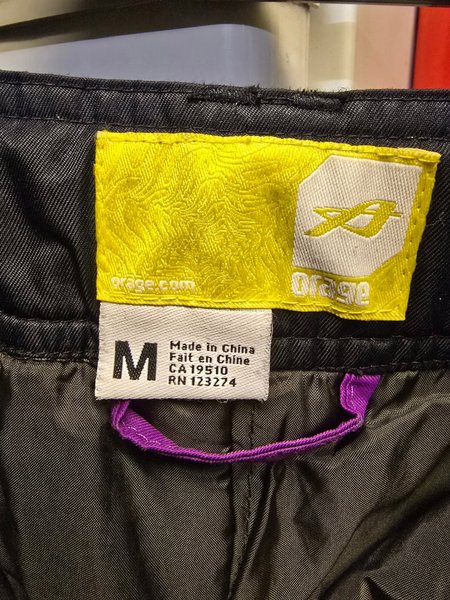 orage.com
orage
M
Made in China
Fait en Chine
CA 19510
RN 123274